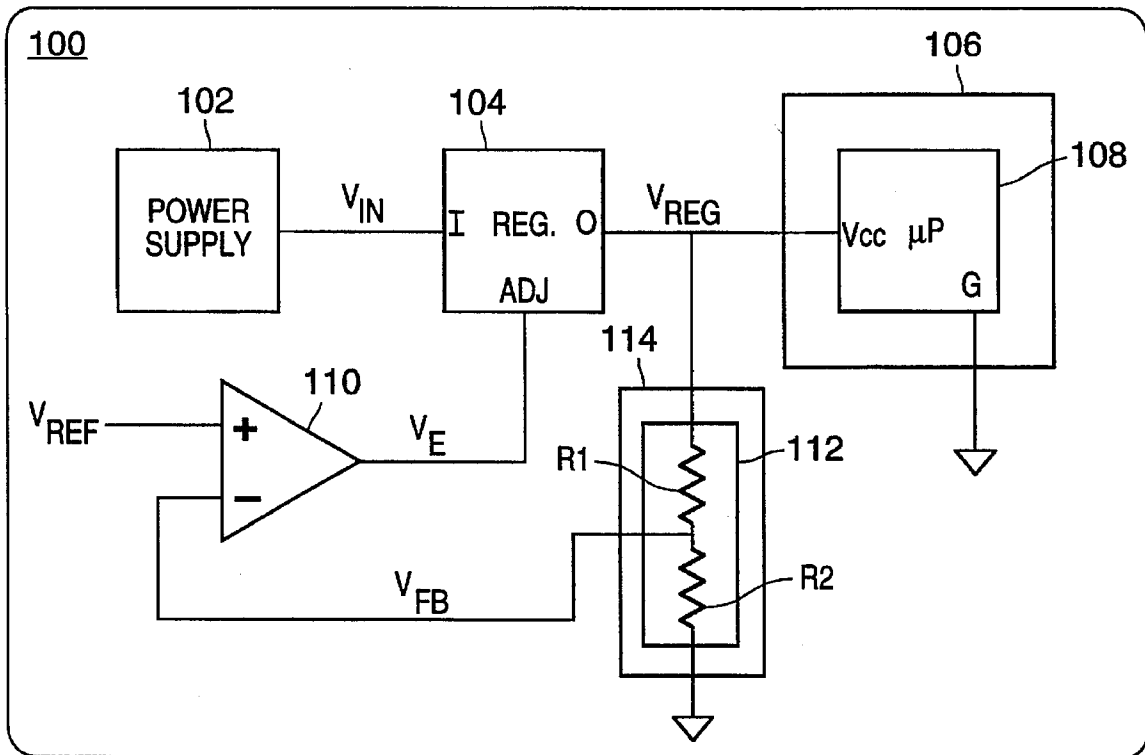 100
106
102
104
108
POWER
SUPPLY
V_IN
I
REG.
O
ADJ
V_REG
Vcc
μP
G
114
110
V_REF
+
−
V_E
R1
112
R2
V_FB